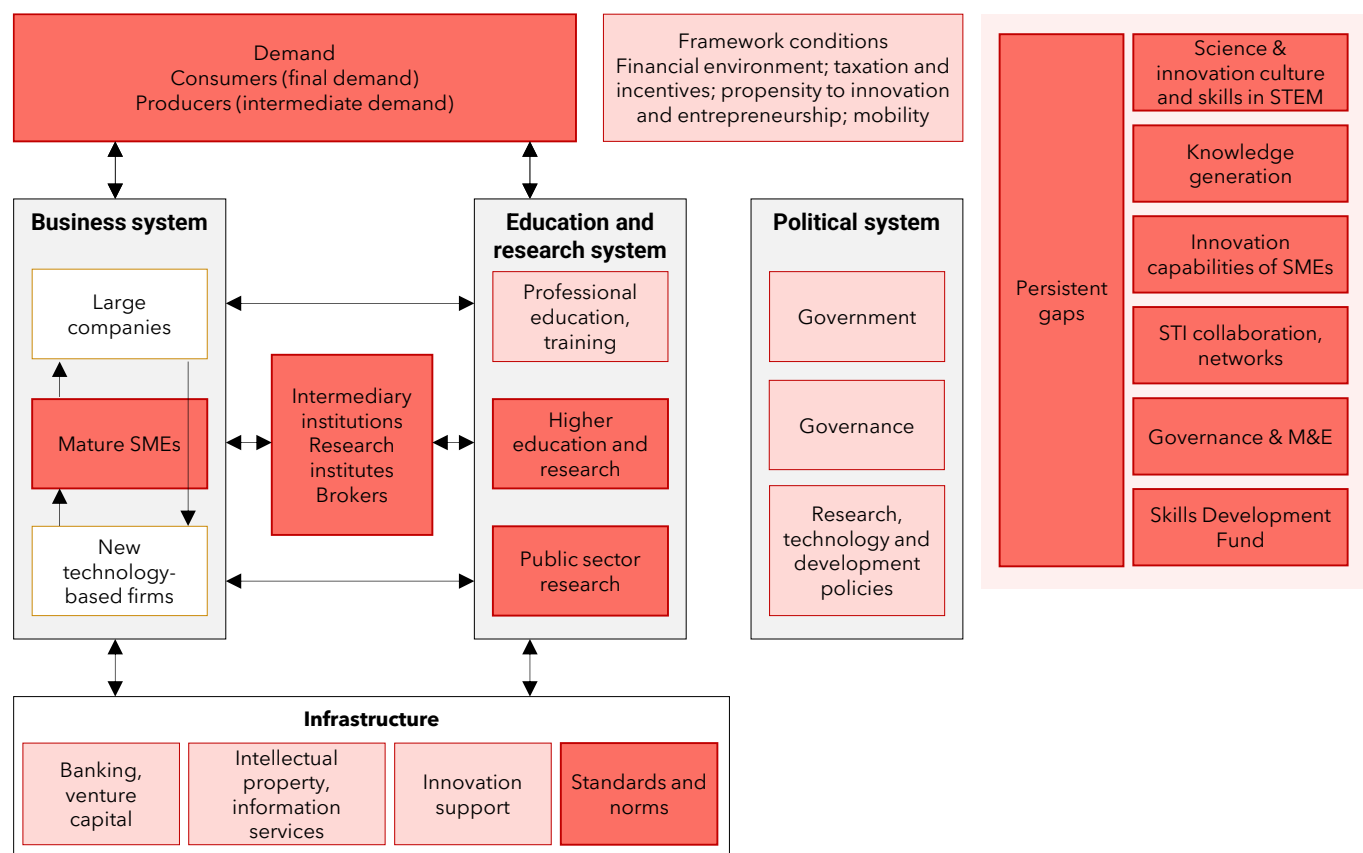 Demand
Consumers (final demand)
Producers (intermediate demand)
Framework conditions
Financial environment; taxation and
incentives; propensity to innovation
and entrepreneurship; mobility
Business system
Large
companies
Mature SMEs
New
technology-
based firms
Intermediary
institutions
Research
institutes
Brokers
Education and
research system
Professional
education,
training
Higher
education and
research
Public sector
research
Political system
Government
Governance
Research,
technology and
development
policies
Persistent
gaps
Science &
innovation culture
and skills in STEM
Knowledge
generation
Innovation
capabilities of SMEs
STI collaboration,
networks
Governance & M&E
Skills Development
Fund
Infrastructure
Banking,
venture
capital
Intellectual
property,
information
services
Innovation
support
Standards and
norms